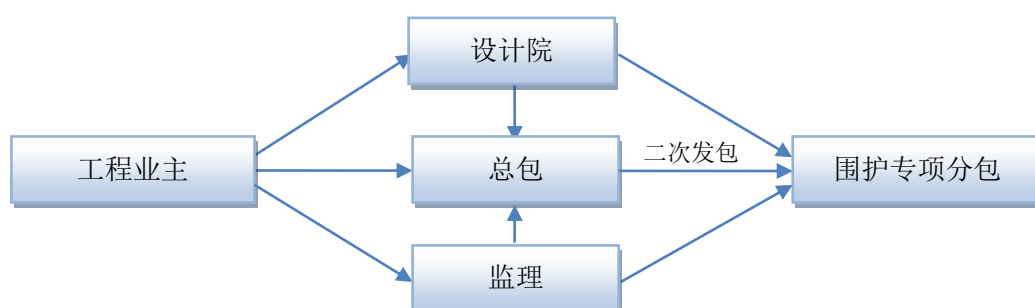 设计院
工程业主
总包
二次发包
围护专项分包
监理